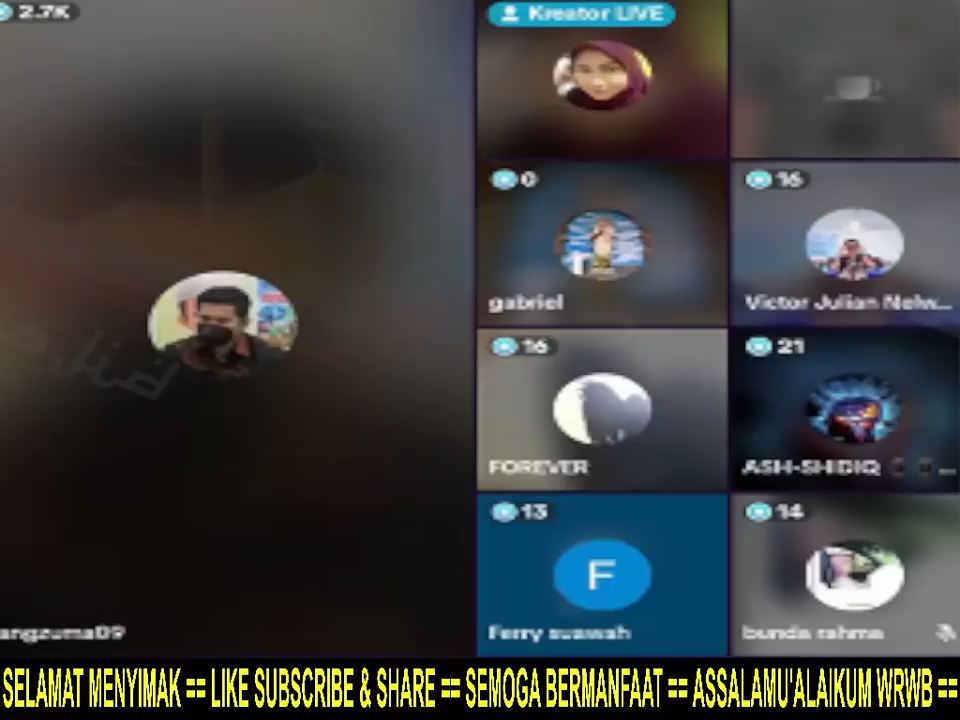 2.7K
Kreator LIVE
0
gabriel
16
Victor Julian Nelw...
16
FOREVER
21
ASH-SHIDIQ ...
13
F
Ferry suawah
14
bunda rahma
angzuma09
SELAMAT MENYIMAK == LIKE SUBSCRIBE & SHARE == SEMOGA BERMANFAAT == ASSALAMU'ALAIKUM WRWB ==